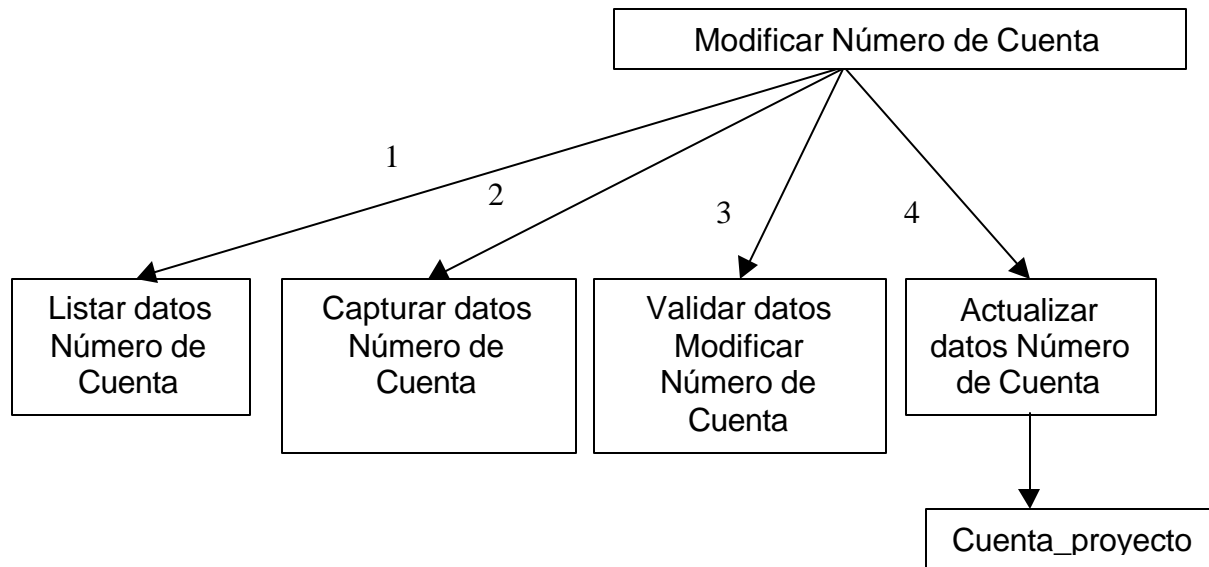 Modificar Número de Cuenta
1
2
3
4
Listar datos
Número de
Cuenta
Capturar datos
Número de
Cuenta
Validar datos
Modificar
Número de
Cuenta
Actualizar
datos Número
de Cuenta
Cuenta_proyecto